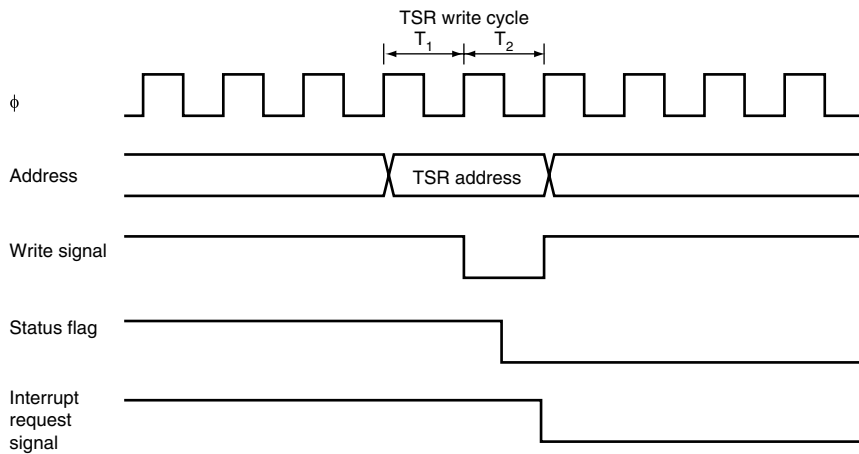 TSR write cycle
T1 T2
ϕ
Address
TSR address
Write signal
Status flag
Interrupt
request
signal